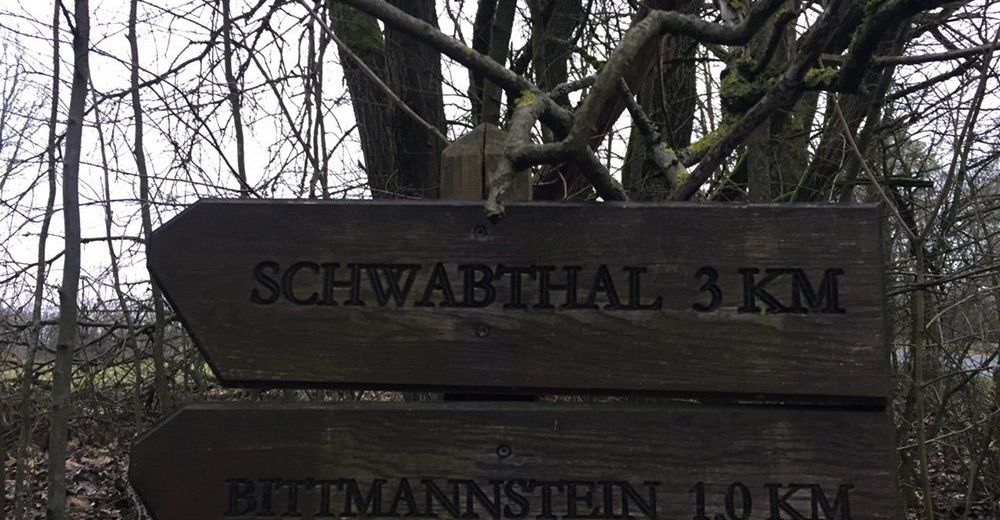 SCHWABTHAL 3 KM
BITTMANNSTEIN 1,0 KM